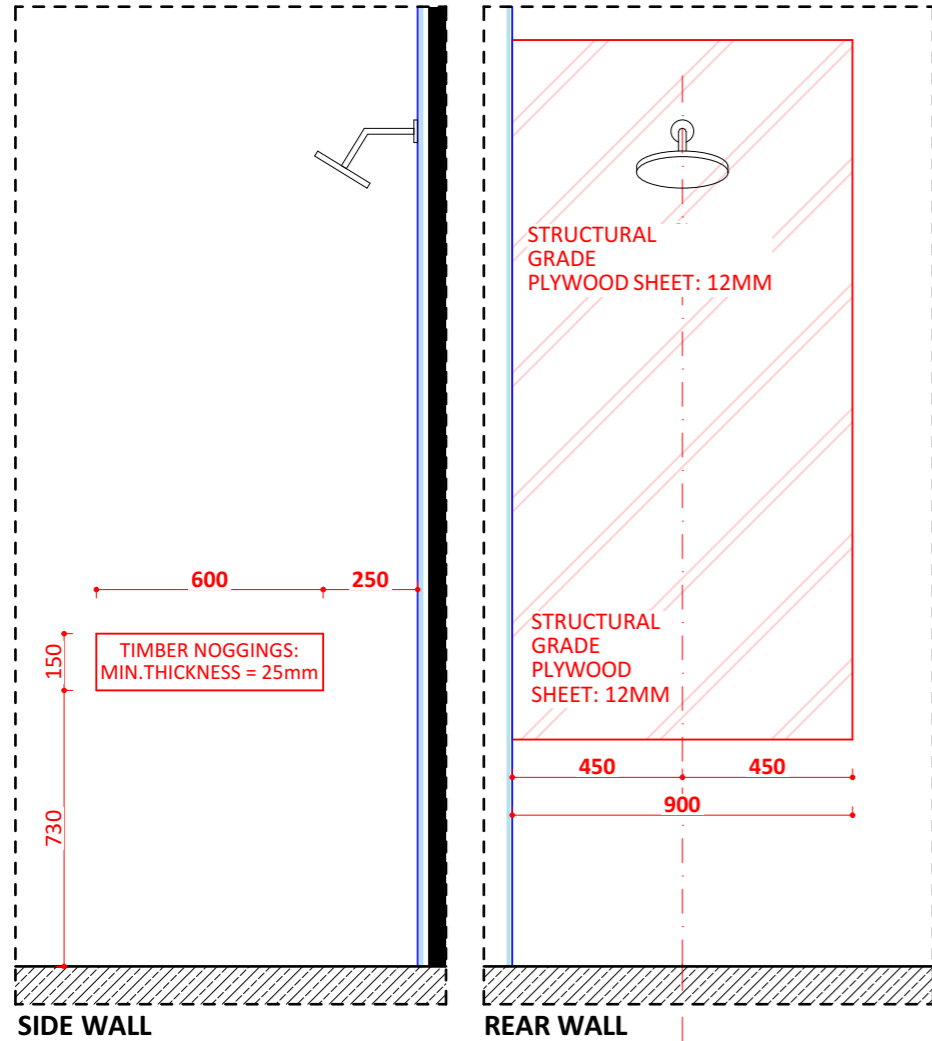 STRUCTURAL
GRADE
PLYWOOD SHEET: 12MM
600
250
150
TIMBER NOGGINGS:
MIN.THICKNESS = 25mm
730
STRUCTURAL
GRADE
PLYWOOD
SHEET: 12MM
450
450
900
SIDE WALL
REAR WALL